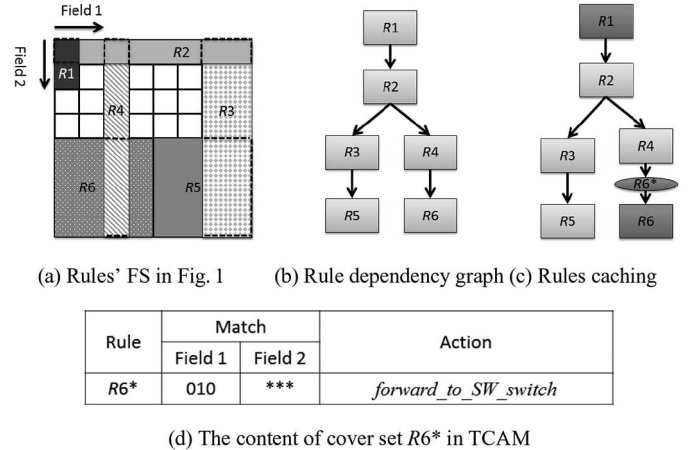 Field 1
Field 2
R1
R2
R4
R3
R6
R5
R1
R2
R3
R4
R5
R6
R1
R2
R3
R4
R6*
R5
R6
(a) Rules' FS in Fig. 1
(b) Rule dependency graph
(c) Rules caching
Rule
Match
Action
Field 1
Field 2
R6*
010
***
forward_to_SW_switch
(d) The content of cover set R6* in TCAM